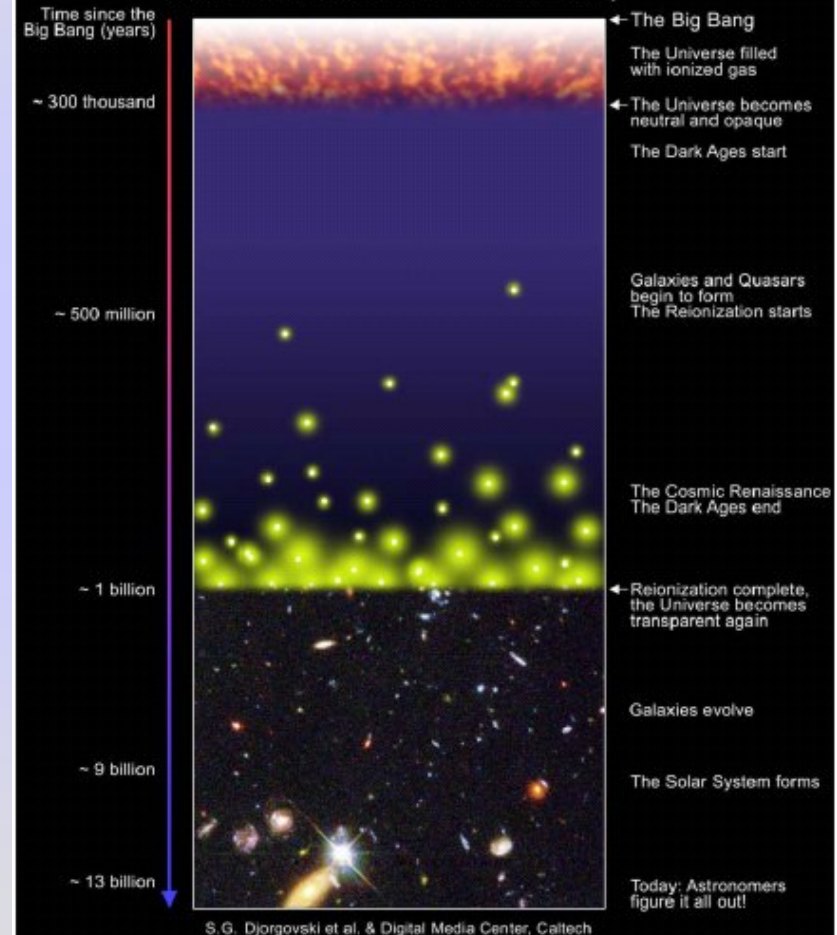 Time since the
Big Bang (years)
The Big Bang
The Universe filled
with ionized gas
~ 300 thousand
The Universe becomes
neutral and opaque
The Dark Ages start
Galaxies and Quasars
begin to form
The Reionization starts
~ 500 million
The Cosmic Renaissance
The Dark Ages end
~ 1 billion
Reionization complete,
the Universe becomes
transparent again
Galaxies evolve
~ 9 billion
The Solar System forms
~ 13 billion
Today: Astronomers
figure it all out!
S.G. Djorgovski et al. & Digital Media Center, Caltech